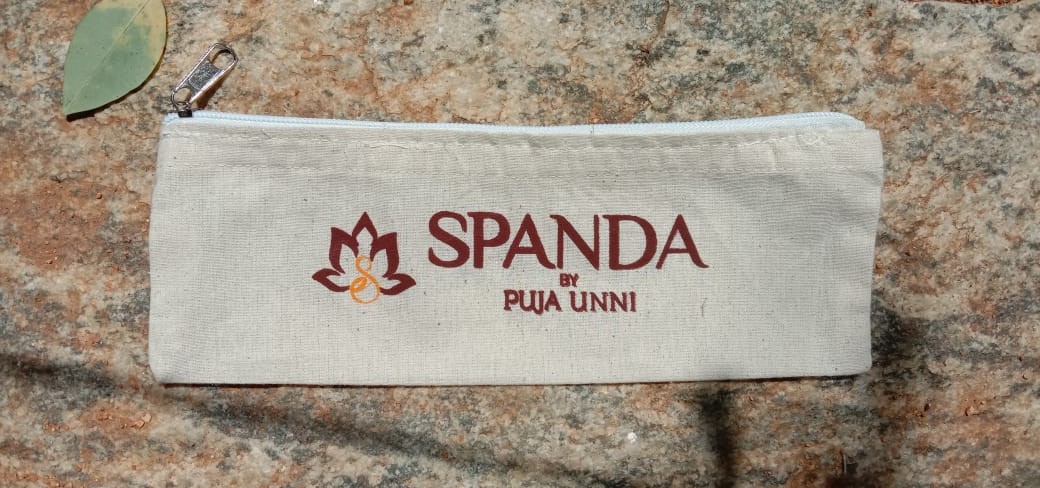 S
SPANDA
BY
PUJA UNNI